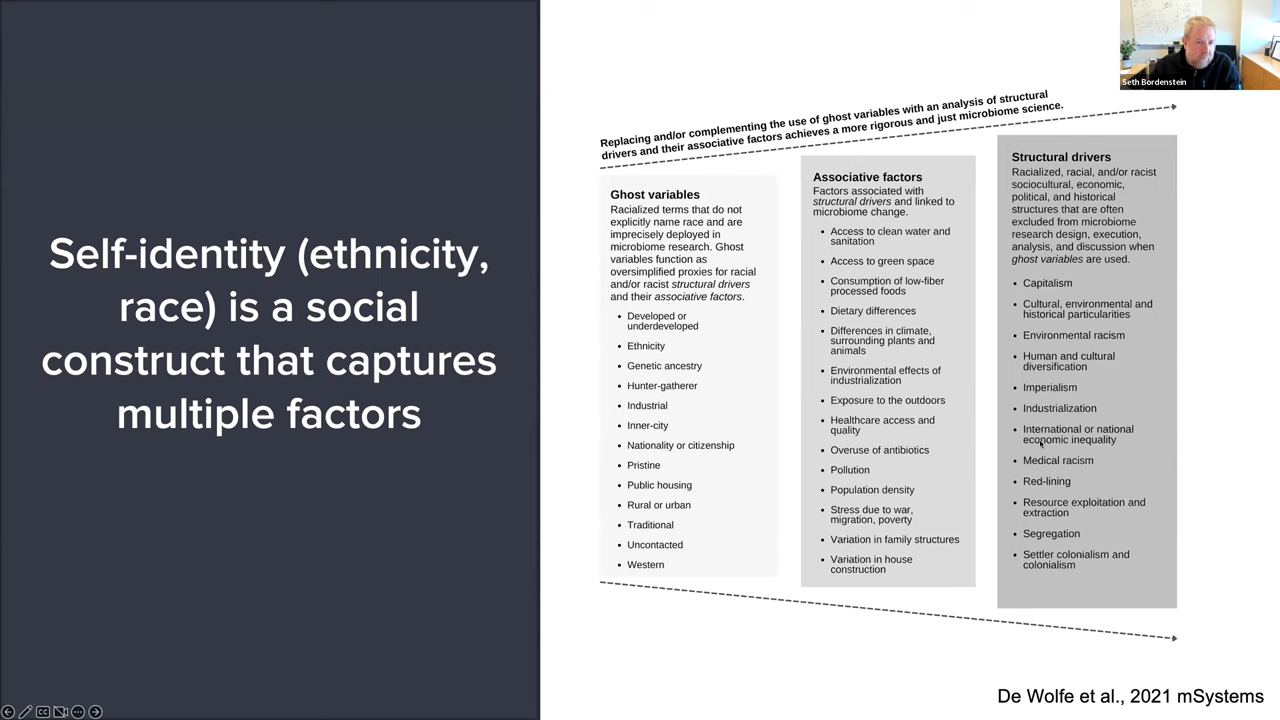 Self-identity (ethnicity,
race) is a social
construct that captures
multiple factors
Replacing and/or complementing the use of ghost variables with an analysis of structural
drivers and their associative factors achieves a more rigorous and just microbiome science.
Ghost variables
Racialized terms that do not
explicitly name race and are
imprecisely deployed in
microbiome research. Ghost
variables function as
oversimplified proxies for racial
and/or racist structural drivers
and their associative factors.
• Developed or
underdeveloped
• Ethnicity
• Genetic ancestry
• Hunter-gatherer
• Industrial
• Inner-city
• Nationality or citizenship
• Pristine
• Public housing
• Rural or urban
• Traditional
• Uncontacted
• Western
Associative factors
Factors associated with
structural drivers and linked to
microbiome change.
• Access to clean water and
sanitation
• Access to green space
• Consumption of low-fiber
processed foods
• Dietary differences
• Differences in climate,
surrounding plants and
animals
• Environmental effects of
industrialization
• Exposure to the outdoors
• Healthcare access and
quality
• Overuse of antibiotics
• Pollution
• Population density
• Stress due to war,
migration, poverty
• Variation in family structures
• Variation in house
construction
Structural drivers
Racialized, racial, and/or racist
sociocultural, economic,
political, and historical
structures that are often
excluded from microbiome
research design, execution,
analysis, and discussion when
ghost variables are used.
• Capitalism
• Cultural, environmental and
historical particularities
• Environmental racism
• Human and cultural
diversification
• Imperialism
• Industrialization
• International or national
economic inequality
• Medical racism
• Red-lining
• Resource exploitation and
extraction
• Segregation
• Settler colonialism and
colonialism
Seth Bordenstein
De Wolfe et al., 2021 mSystems
CC